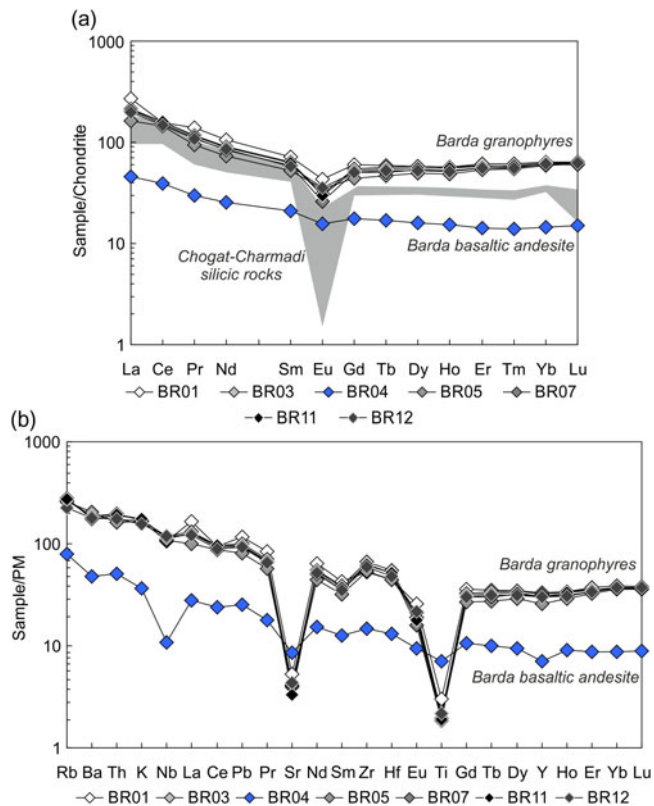 (a)
1000
100
10
1
Sample/Chondrite
Barda granophyres
Chogat-Charmadi
silicic rocks
Barda basaltic andesite
La Ce Pr Nd Sm Eu Gd Tb Dy Ho Er Tm Yb Lu
BR01 BR03 BR04 BR05 BR07
BR11 BR12
(b)
1000
100
10
1
Sample/PM
Barda granophyres
Barda basaltic andesite
Rb Ba Th K Nb La Ce Pb Pr Sr Nd Sm Zr Hf Eu Ti Gd Tb Dy Y Ho Er Yb Lu
BR01 BR03 BR04 BR05 BR07 BR11 BR12